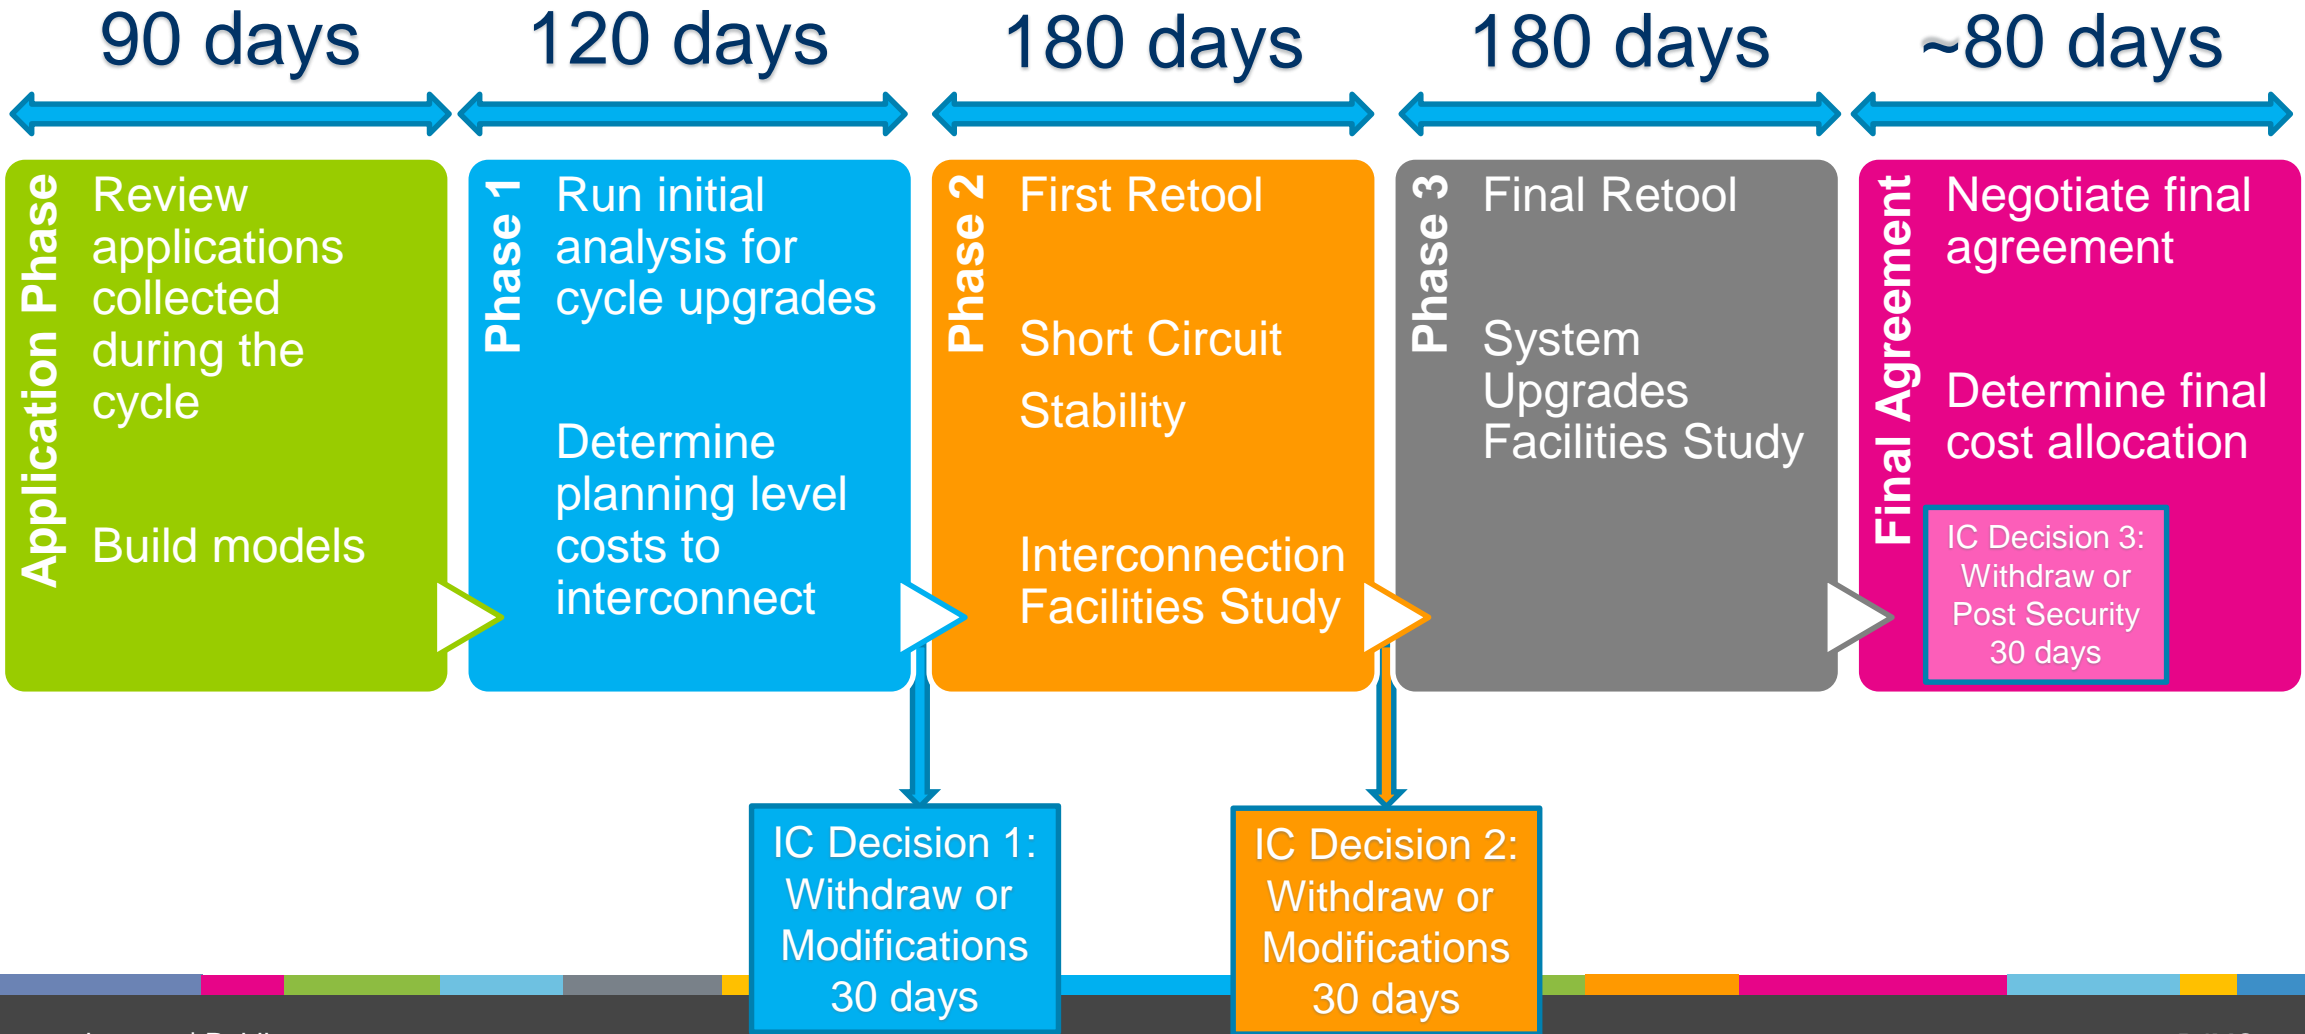 90 days
120 days
180 days
180 days
~80 days
Application Phase
Review
applications
collected
during the
cycle
Build models
Phase 1
Run initial
analysis for
cycle upgrades
Determine
planning level
costs to
interconnect
Phase 2
First Retool
Short Circuit
Stability
Interconnection
Facilities Study
Phase 3
Final Retool
System
Upgrades
Facilities Study
Final Agreement
Negotiate final
agreement
Determine final
cost allocation
IC Decision 3:
Withdraw or
Post Security
30 days
IC Decision 1:
Withdraw or
Modifications
30 days
IC Decision 2:
Withdraw or
Modifications
30 days